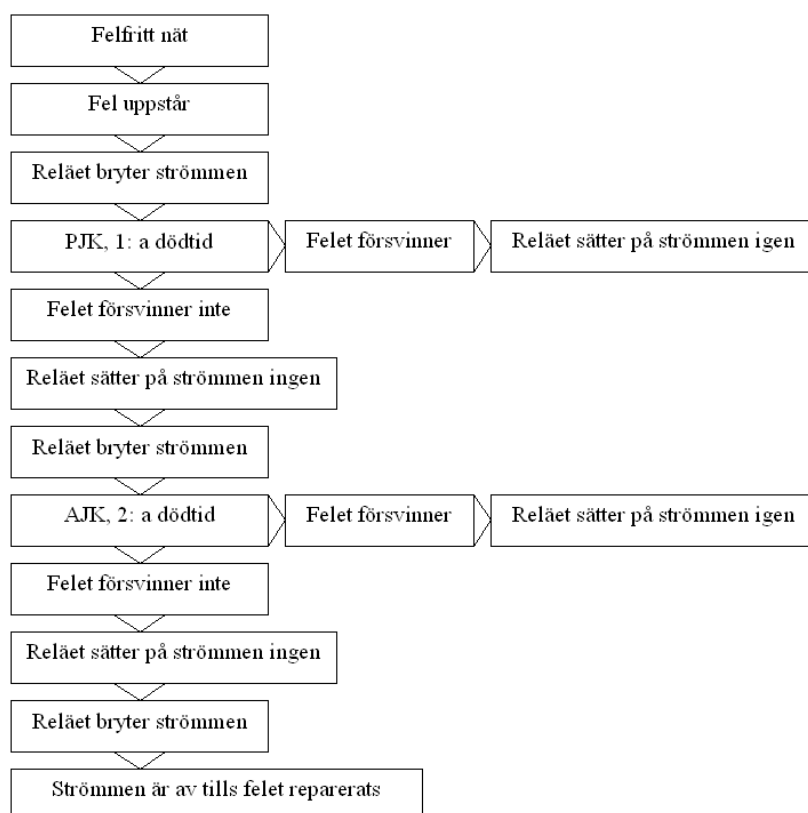 Felfritt nät
Fel uppstår
Reläet bryter strömmen
PJK, 1: a dödtid
Felet försvinner
Reläet sätter på strömmen igen
Felet försvinner inte
Reläet sätter på strömmen ingen
Reläet bryter strömmen
AJK, 2: a dödtid
Felet försvinner
Reläet sätter på strömmen igen
Felet försvinner inte
Reläet sätter på strömmen ingen
Reläet bryter strömmen
Strömmen är av tills felet reparerats